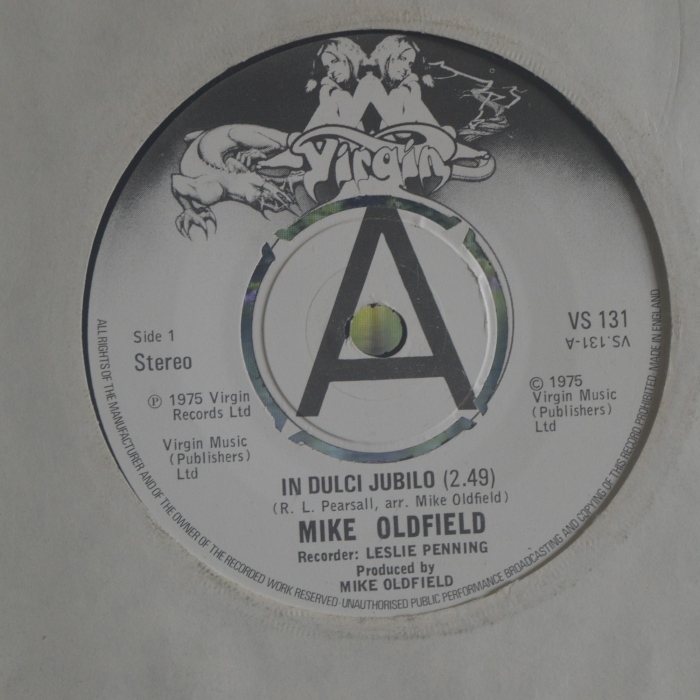 Virgin
A
Side 1
Stereo
℗ 1975 Virgin
Records Ltd
Virgin Music
(Publishers)
Ltd
VS 131
VS.131-A
© 1975
Virgin Music
(Publishers)
Ltd
IN DULCI JUBILO (2.49)
(R. L. Pearsall, arr. Mike Oldfield)
MIKE OLDFIELD
Recorder: LESLIE PENNING
Produced by
MIKE OLDFIELD
ALL RIGHTS OF THE MANUFACTURER AND OF THE OWNER OF THE RECORDED WORK RESERVED · UNAUTHORISED PUBLIC PERFORMANCE BROADCASTING AND COPYING OF THIS RECORD PROHIBITED. MADE IN ENGLAND